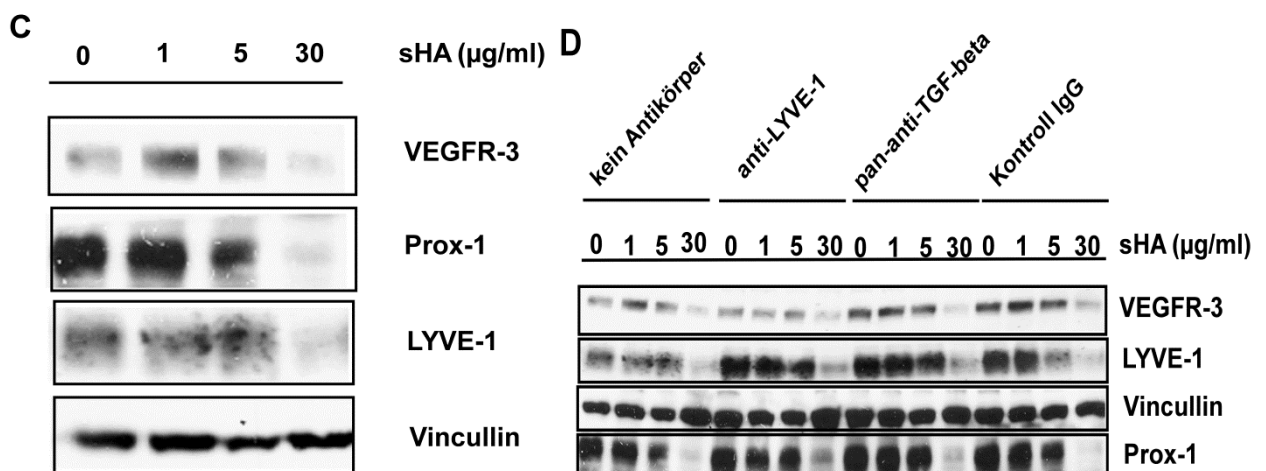 C
0 1 5 30 sHA (µg/ml)
VEGFR-3
Prox-1
LYVE-1
Vincullin
D
kein Antikörper
anti-LYVE-1
pan-anti-TGF-beta
Kontroll IgG
0 1 5 30 0 1 5 30 0 1 5 30 0 1 5 30 sHA (µg/ml)
VEGFR-3
LYVE-1
Vincullin
Prox-1